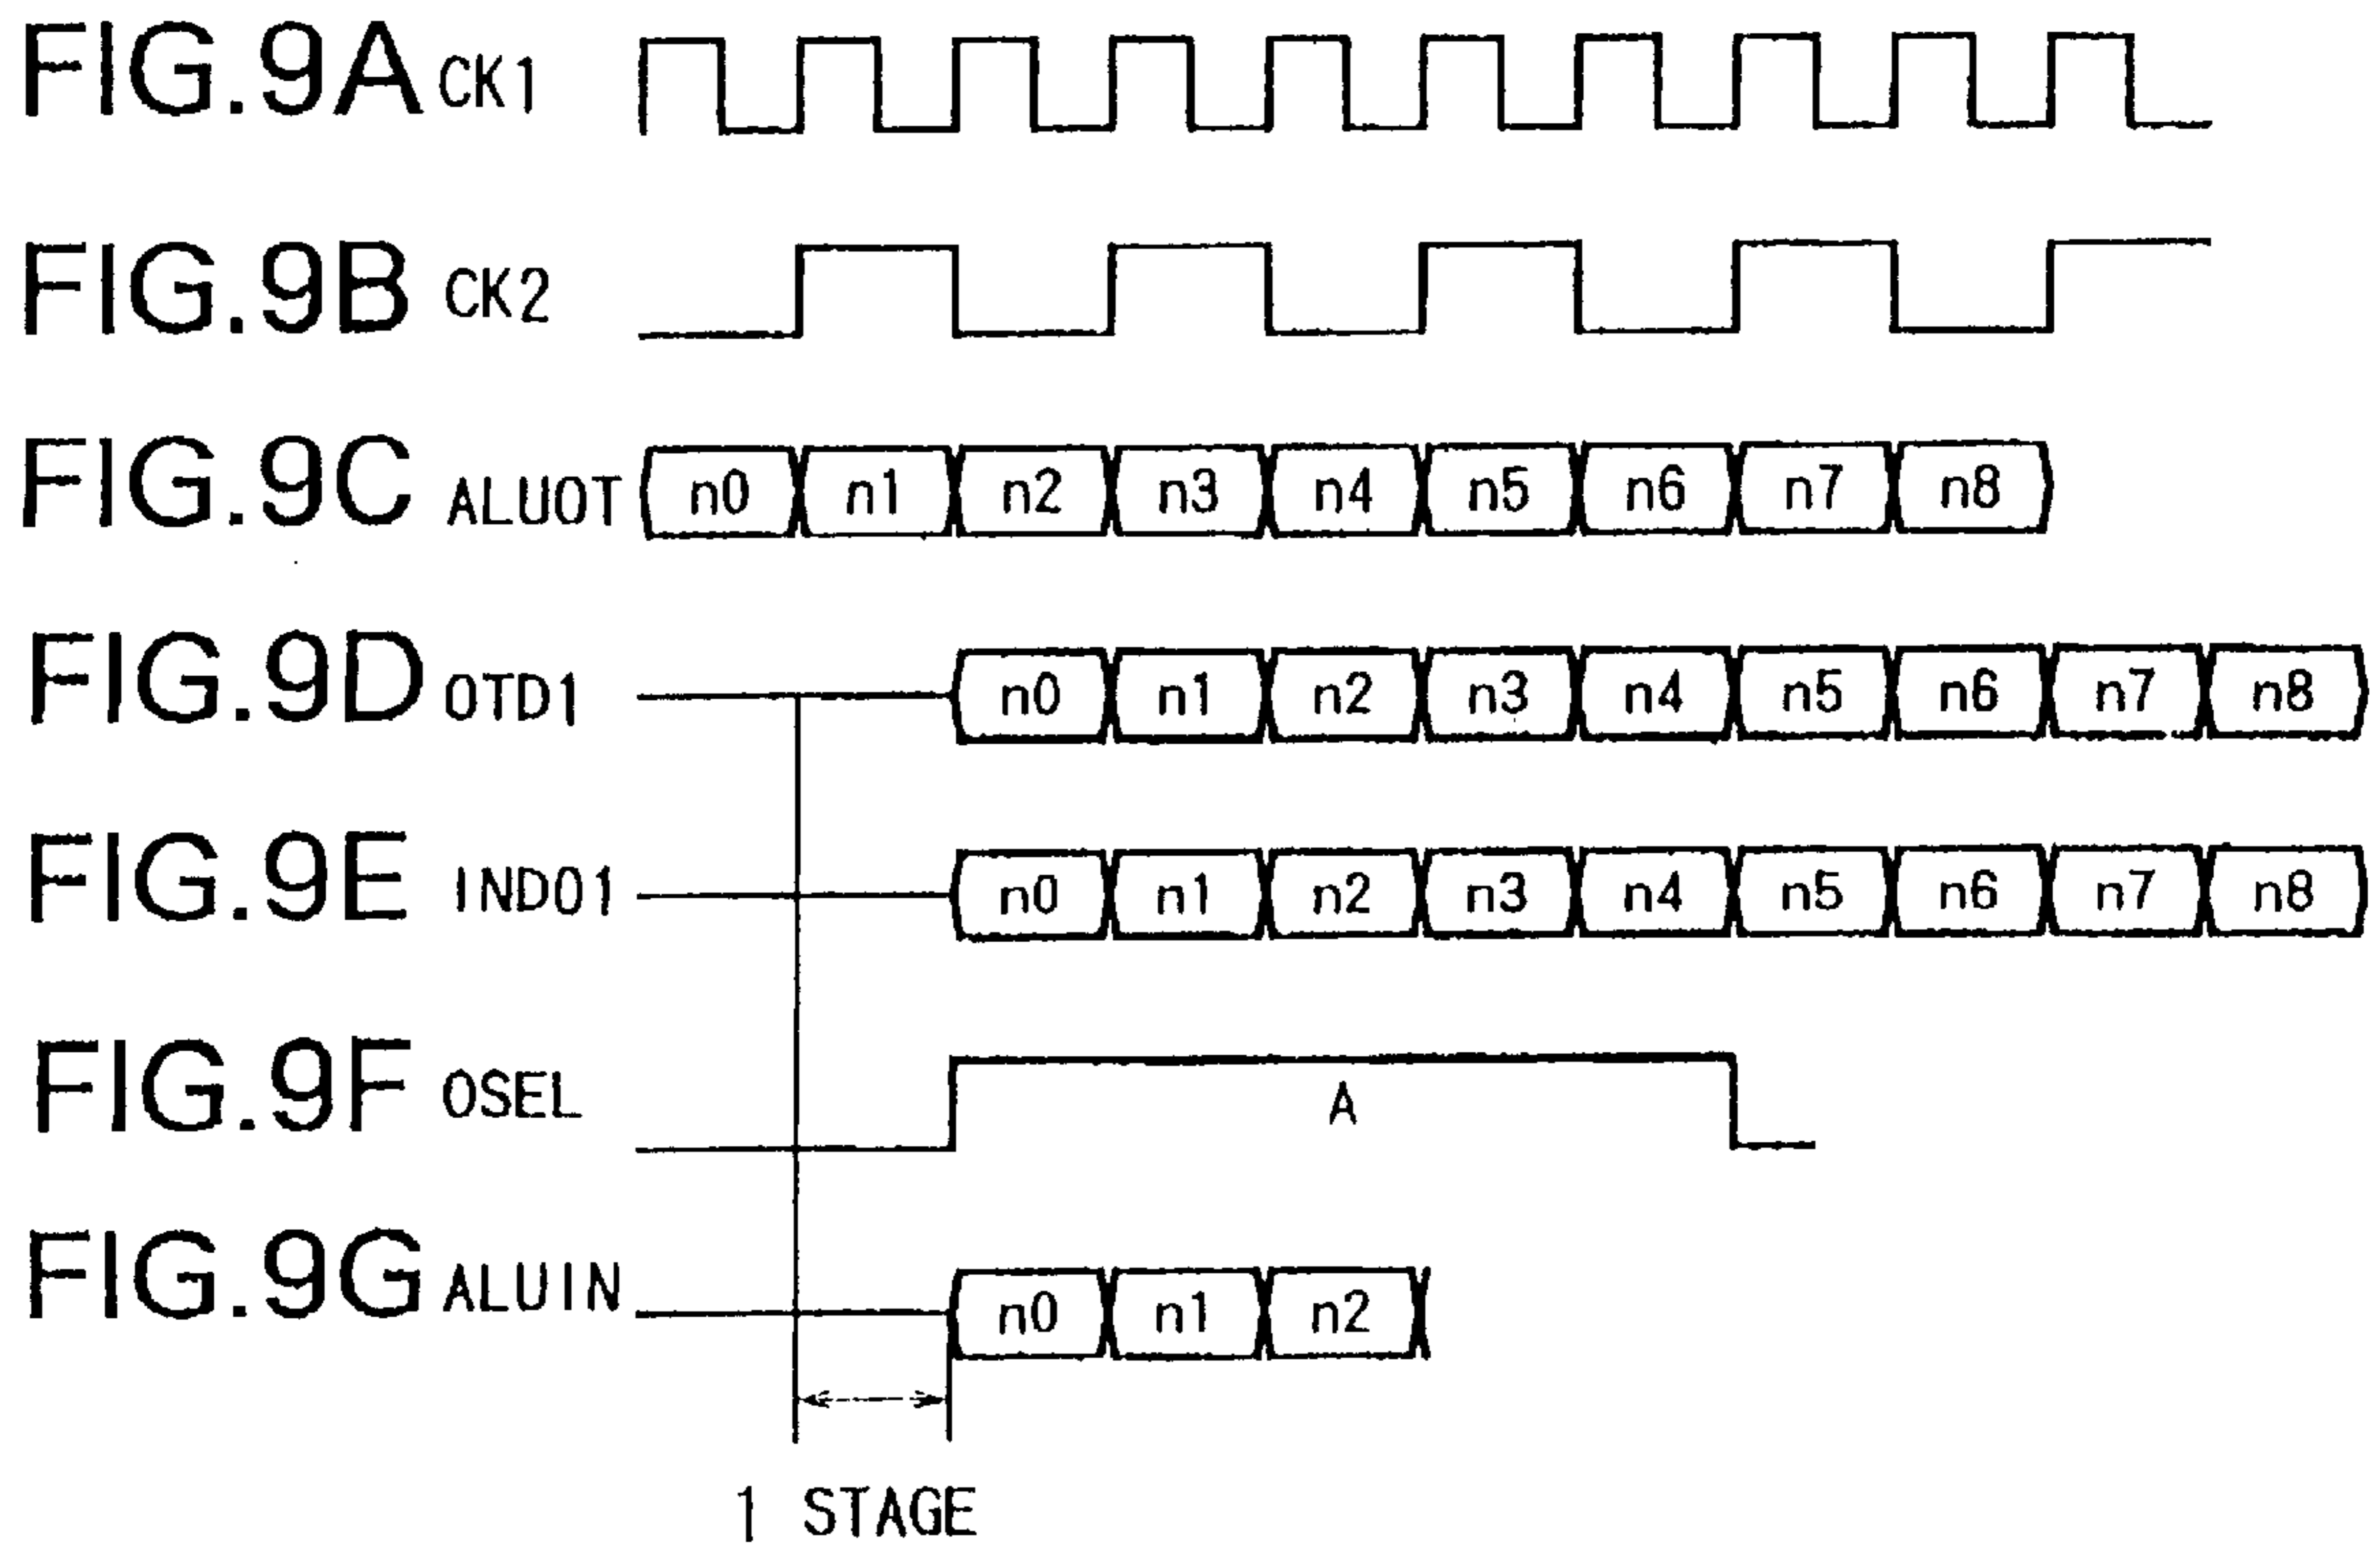 FIG.9A CK1
FIG.9B CK2
FIG.9C ALUOT n0 n1 n2 n3 n4 n5 n6 n7 n8
FIG.9D OTD1 n0 n1 n2 n3 n4 n5 n6 n7 n8
FIG.9E IND01 n0 n1 n2 n3 n4 n5 n6 n7 n8
FIG.9F OSEL A
FIG.9G ALUIN n0 n1 n2
1 STAGE